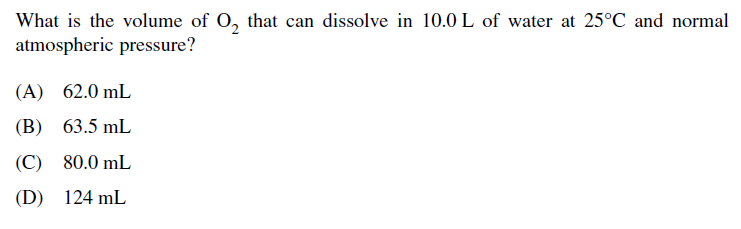 What is the volume of O₂ that can dissolve in 10.0 L of water at 25°C and normal
atmospheric pressure?
(A) 62.0 mL
(B) 63.5 mL
(C) 80.0 mL
(D) 124 mL